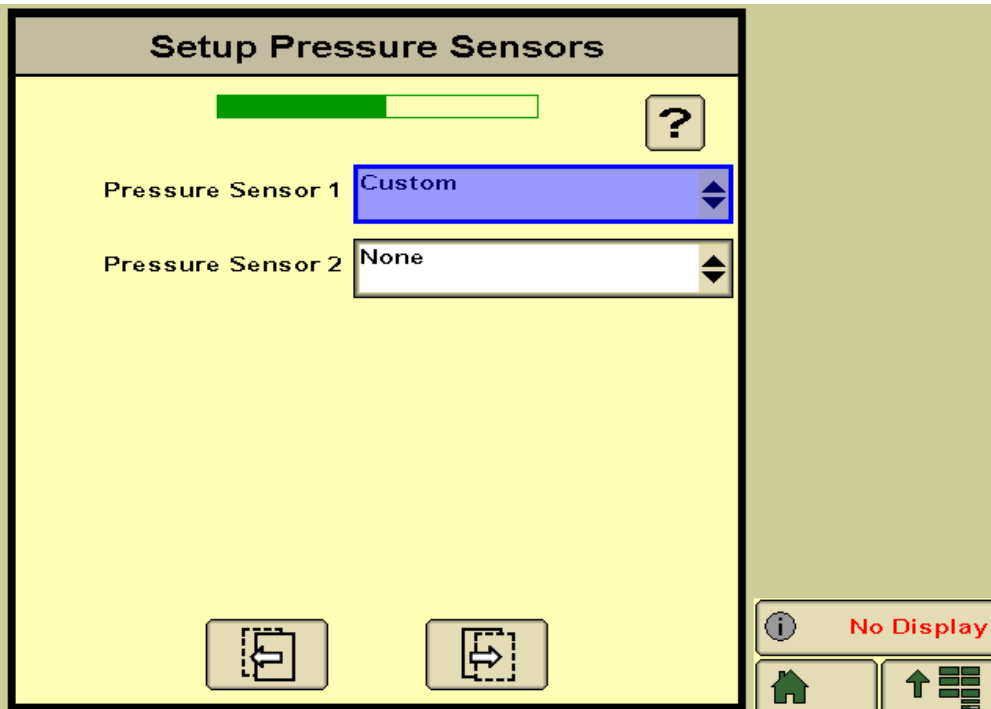 Setup Pressure Sensors
?
Pressure Sensor 1 Custom
Pressure Sensor 2 None
i No Display